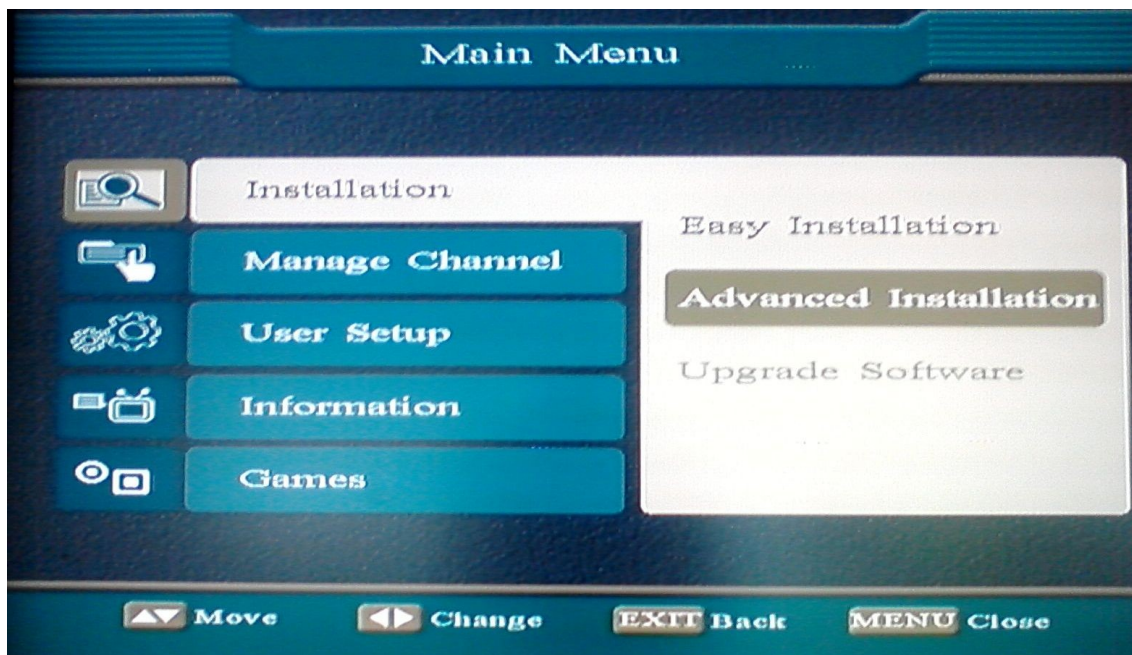 Main Menu
Installation
Manage Channel
User Setup
Information
Games
Easy Installation
Advanced Installation
Upgrade Software
Move Change EXIT Back MENU Close